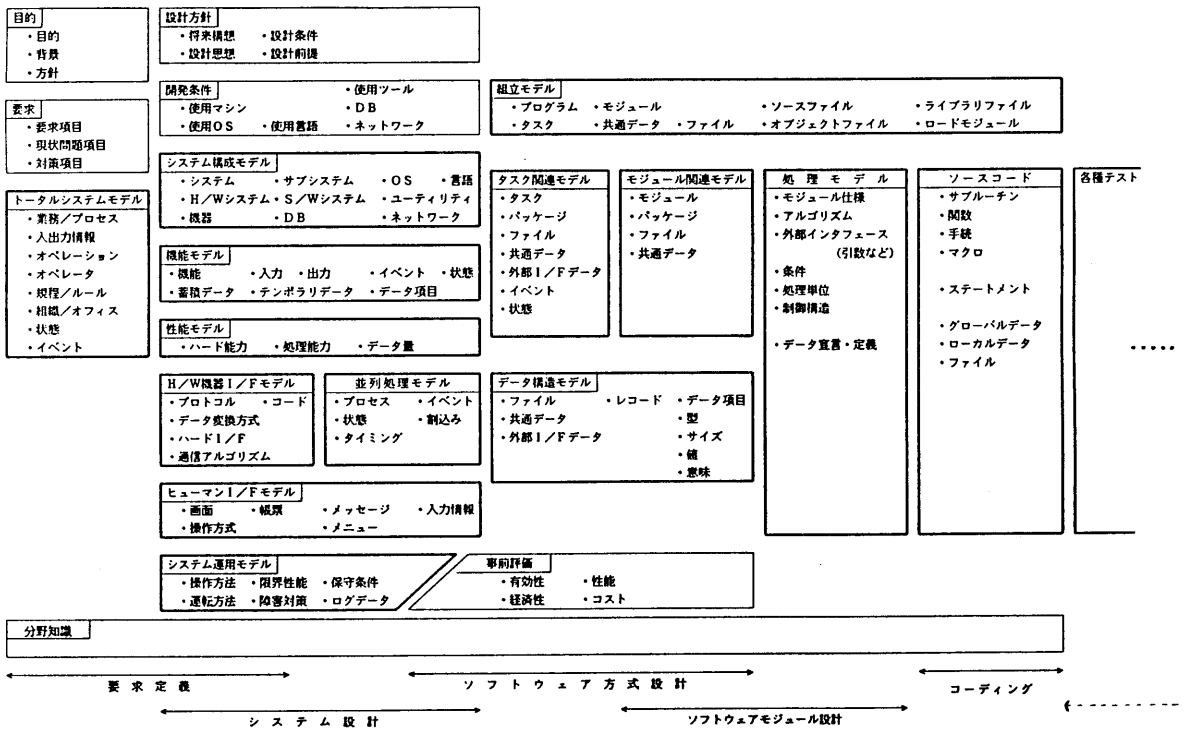 目的
・目的
・背景
・方針
要求
・要求項目
・現状問題項目
・対策項目
トータルシステムモデル
・業務／プロセス
・入出力情報
・オペレーション
・オペレータ
・規程／ルール
・組織／オフィス
・状態
・イベント
設計方針
・将来構想 ・設計条件
・設計思想 ・設計前提
開発条件 ・使用ツール
・使用マシン ・DB
・使用OS ・使用言語 ・ネットワーク
システム構成モデル
・システム ・サブシステム ・OS ・言語
・H／Wシステム ・S／Wシステム ・ユーティリティ
・機器 ・DB ・ネットワーク
機能モデル
・機能 ・入力 ・出力 ・イベント ・状態
・蓄積データ ・テンポラリデータ ・データ項目
性能モデル
・ハード能力 ・処理能力 ・データ量
H／W機器I／Fモデル
・プロトコル ・コード
・データ変換方式
・ハードI／F
・通信アルゴリズム
並列処理モデル
・プロセス ・イベント
・状態 ・割込み
・タイミング
ヒューマンI／Fモデル
・画面 ・帳票 ・メッセージ ・入力情報
・操作方式 ・メニュー
システム運用モデル
・操作方法 ・限界性能 ・保守条件
・運転方法 ・障害対策 ・ログデータ
事前評価
・有効性 ・性能
・経済性 ・コスト
組立モデル
・プログラム ・モジュール ・ソースファイル ・ライブラリファイル
・タスク ・共通データ ・ファイル ・オブジェクトファイル ・ロードモジュール
タスク関連モデル
・タスク
・パッケージ
・ファイル
・共通データ
・外部I／Fデータ
・イベント
・状態
モジュール関連モデル
・モジュール
・パッケージ
・ファイル
・共通データ
データ構造モデル
・ファイル ・レコード ・データ項目
・共通データ ・型
・外部I／Fデータ ・サイズ
・値
・意味
処理モデル
・モジュール仕様
・アルゴリズム
・外部インタフェース
(引数など)
・条件
・処理単位
・制御構造
・データ宣言・定義
ソースコード
・サブルーチン
・関数
・手続
・マクロ
・ステートメント
・グローバルデータ
・ローカルデータ
・ファイル
各種テスト
・・・・・
分野知識
要求定義
ソフトウェア方式設計
コーディング
システム設計
ソフトウェアモジュール設計